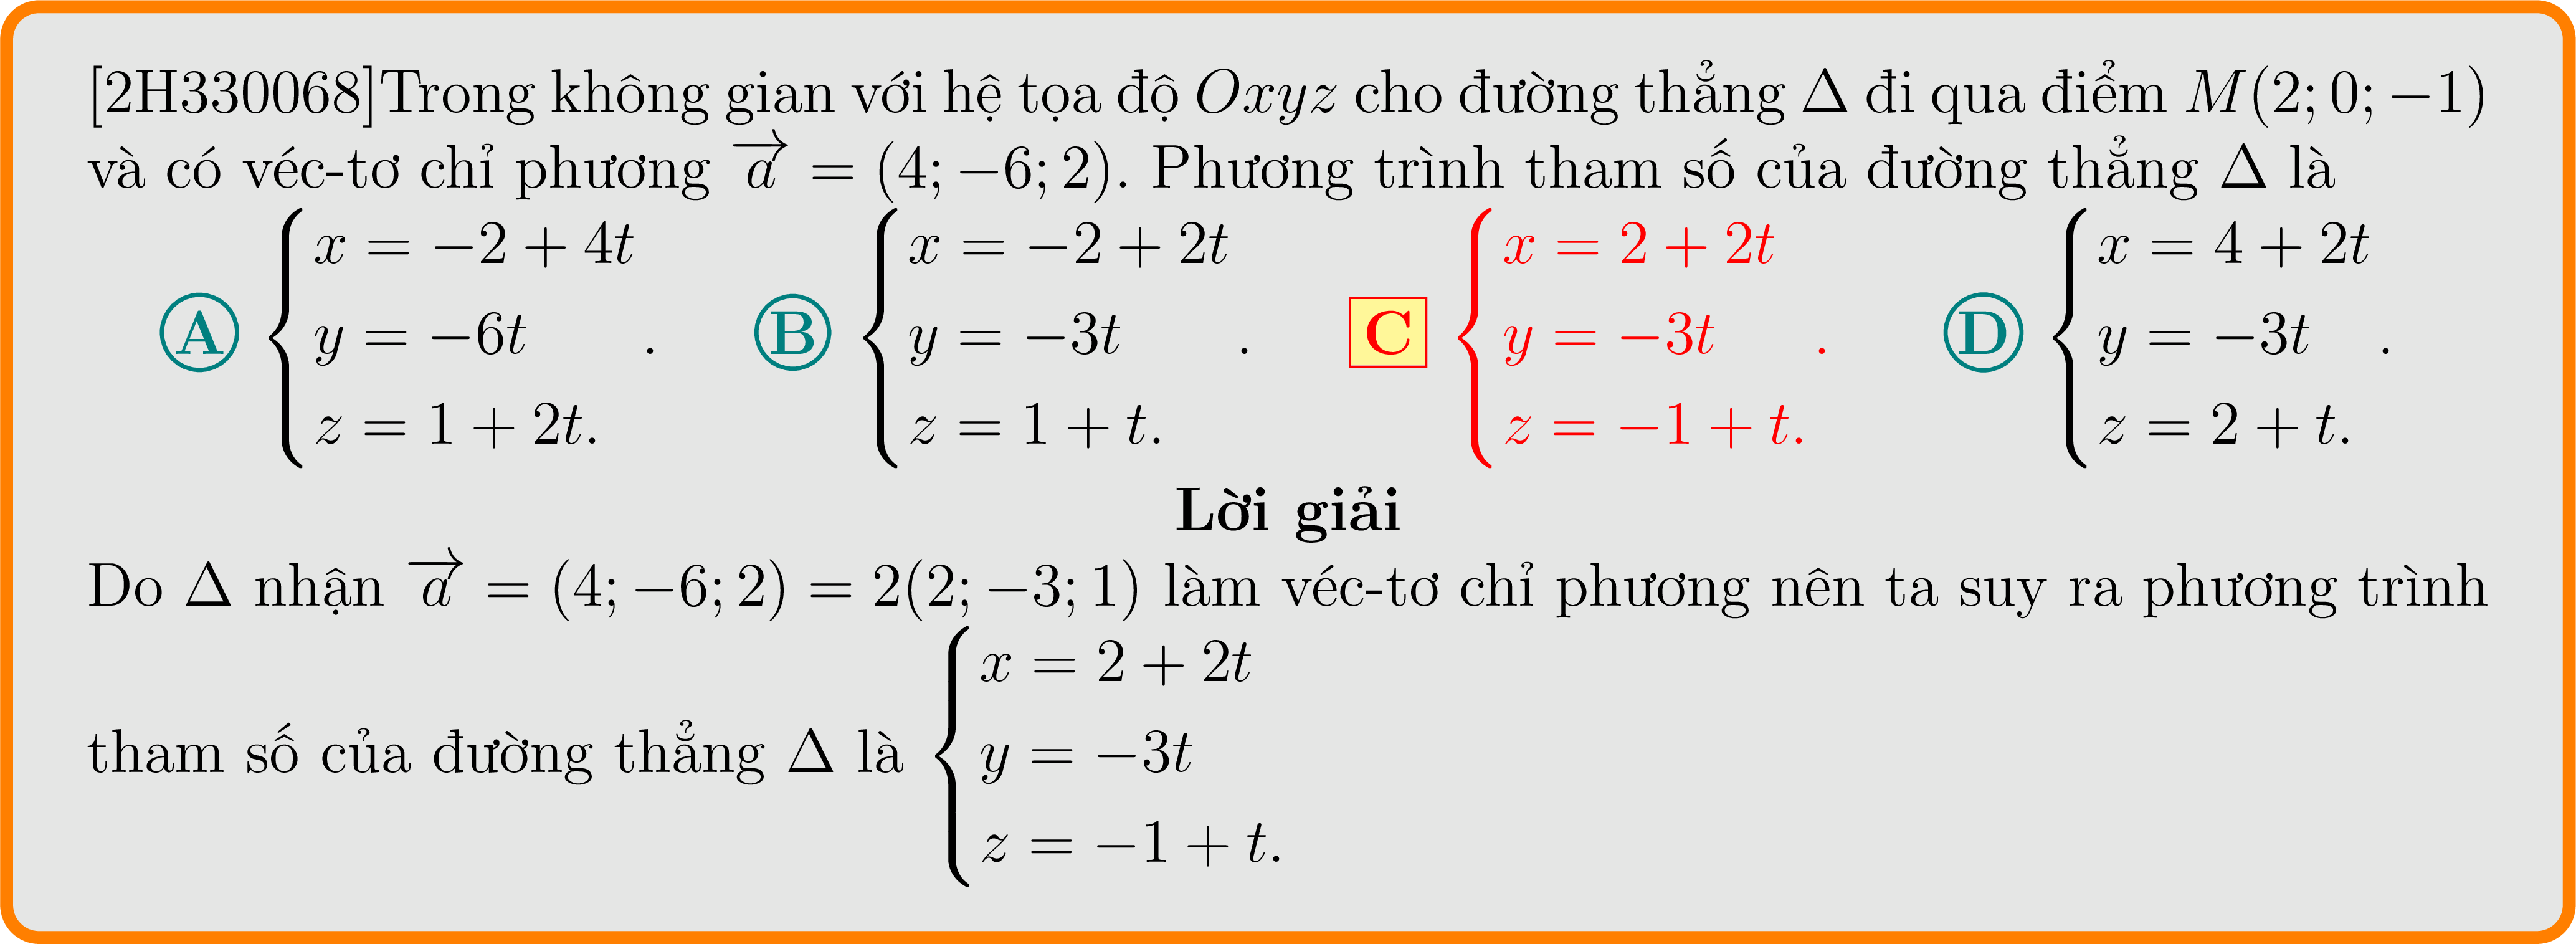 [2H330068]Trong không gian với hệ tọa độ Oxyz cho đường thẳng Δ đi qua điểm M(2; 0; −1)
và có véc-tơ chỉ phương $\overrightarrow{a}$ = (4; −6; 2). Phương trình tham số của đường thẳng Δ là
A $\begin{cases} x = -2 + 4t \\ y = -6t \\ z = 1 + 2t. \end{cases}$. B $\begin{cases} x = -2 + 2t \\ y = -3t \\ z = 1 + t. \end{cases}$. C $\begin{cases} x = 2 + 2t \\ y = -3t \\ z = -1 + t. \end{cases}$. D $\begin{cases} x = 4 + 2t \\ y = -3t \\ z = 2 + t. \end{cases}$.
Lời giải
Do Δ nhận $\overrightarrow{a}$ = (4; −6; 2) = 2(2; −3; 1) làm véc-tơ chỉ phương nên ta suy ra phương trình
tham số của đường thẳng Δ là $\begin{cases} x = 2 + 2t \\ y = -3t \\ z = -1 + t. \end{cases}$